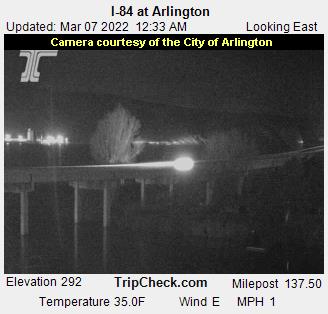 I-84 at Arlington
Updated: Mar 07 2022 12:33 AM Looking East
Camera courtesy of the City of Arlington
Elevation 292 TripCheck.com Milepost 137.50
Temperature 35.0F Wind E MPH 1